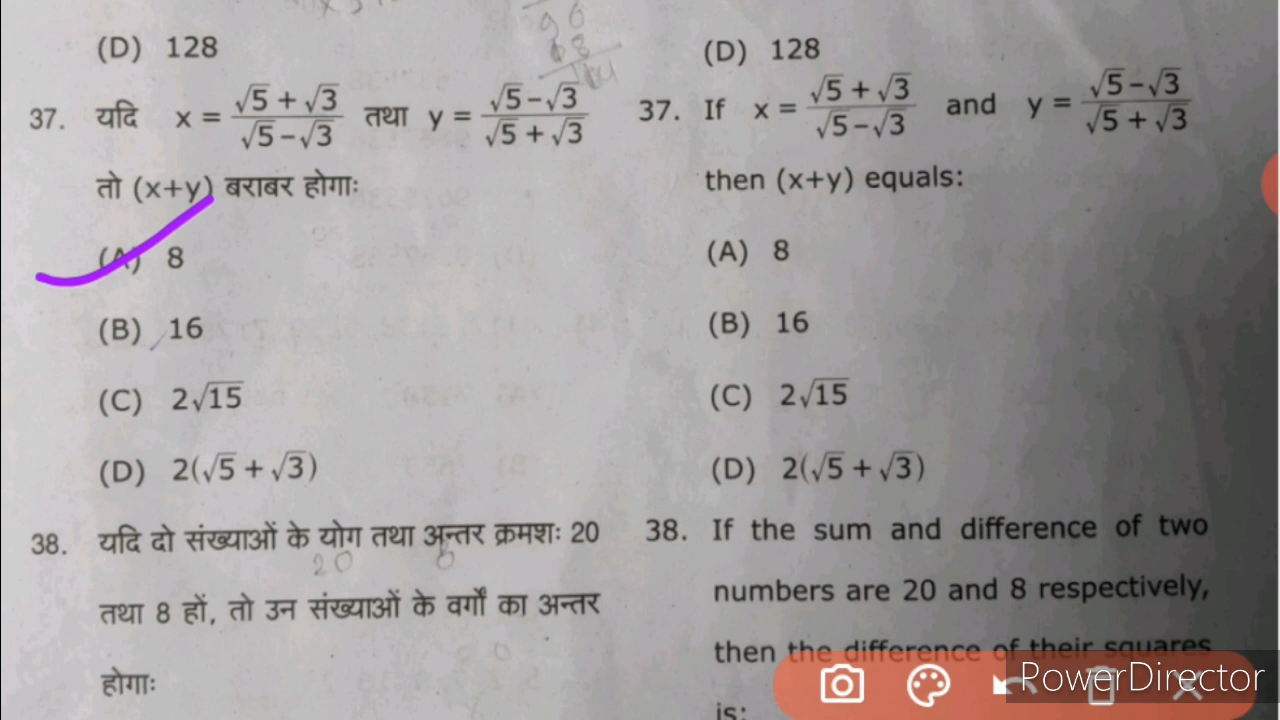 (D) 128
37. यदि x = √5 + √3 / √5 − √3 तथा y = √5 − √3 / √5 + √3
तो (x+y) बराबर होगाः
(A) 8
(B) 16
(C) 2√15
(D) 2(√5 + √3)
38. यदि दो संख्याओं के योग तथा अन्तर क्रमशः 20
20 8
तथा 8 हों, तो उन संख्याओं के वर्गों का अन्तर
होगाः
(D) 128
37. If x = √5 + √3 / √5 − √3 and y = √5 − √3 / √5 + √3
then (x+y) equals:
(A) 8
(B) 16
(C) 2√15
(D) 2(√5 + √3)
38. If the sum and difference of two
numbers are 20 and 8 respectively,
then the difference of their squares
is:
PowerDirector